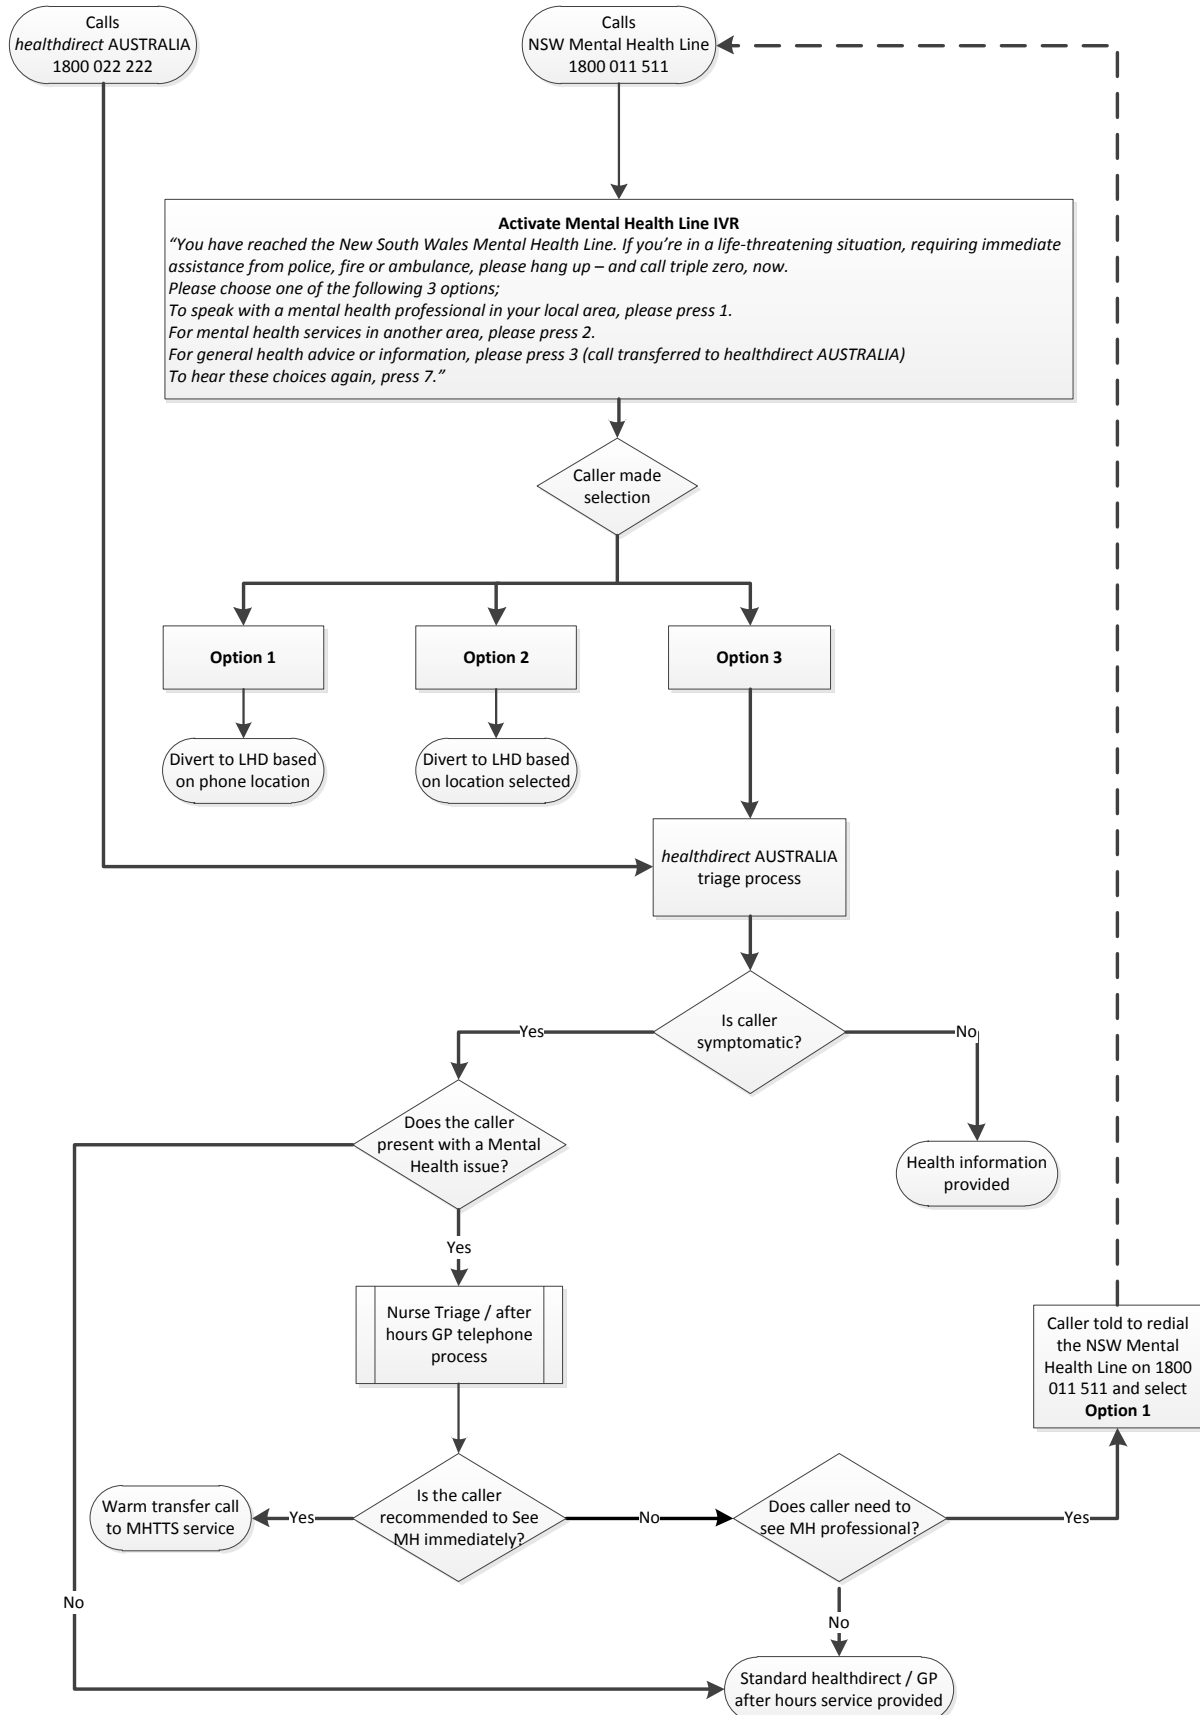 Calls
healthdirect AUSTRALIA
1800 022 222
Calls
NSW Mental Health Line
1800 011 511
Activate Mental Health Line IVR
“You have reached the New South Wales Mental Health Line. If you’re in a life-threatening situation, requiring immediate
assistance from police, fire or ambulance, please hang up – and call triple zero, now.
Please choose one of the following 3 options;
To speak with a mental health professional in your local area, please press 1.
For mental health services in another area, please press 2.
For general health advice or information, please press 3 (call transferred to healthdirect AUSTRALIA)
To hear these choices again, press 7.”
Caller made
selection
Option 1
Option 2
Option 3
Divert to LHD based
on phone location
Divert to LHD based
on location selected
healthdirect AUSTRALIA
triage process
Is caller
symptomatic?
Yes
No
Does the caller
present with a Mental
Health issue?
Health information
provided
Yes
Nurse Triage / after
hours GP telephone
process
Caller told to redial
the NSW Mental
Health Line on 1800
011 511 and select
Option 1
Warm transfer call
to MHTTS service
Yes
Is the caller
recommended to See
MH immediately?
No
Does caller need to
see MH professional?
Yes
No
No
Standard healthdirect / GP
after hours service provided